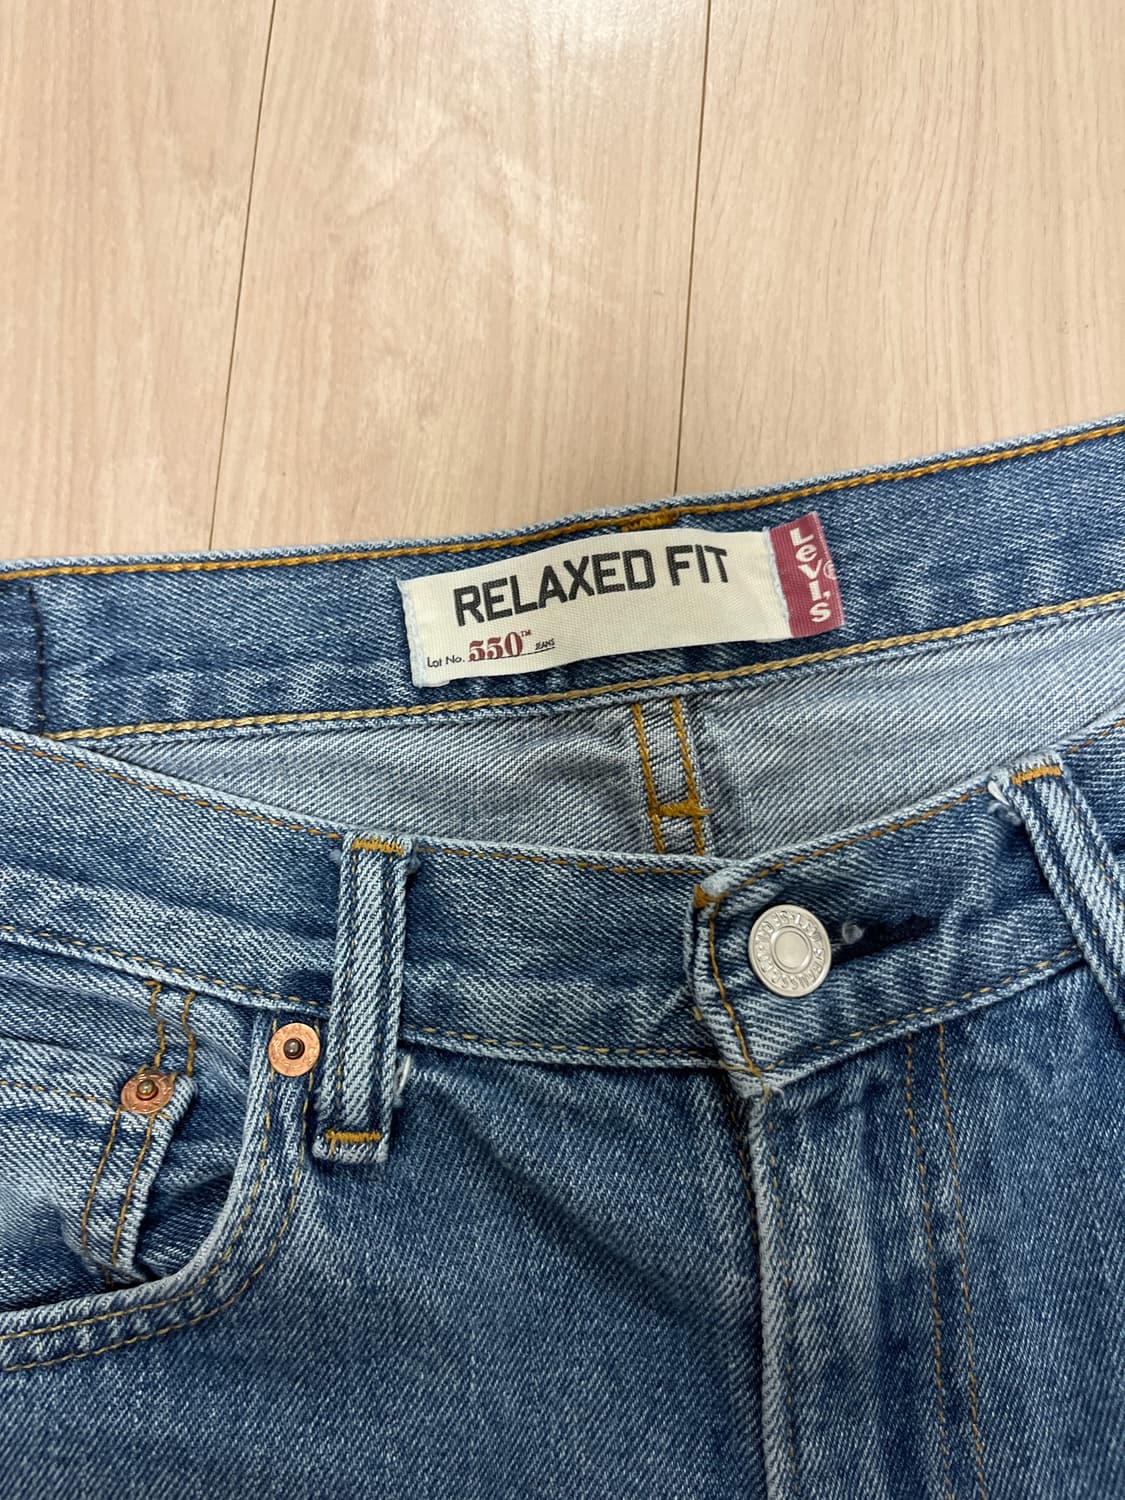 RELAXED FIT
Lot No. 550™ JEANS
Levi's®